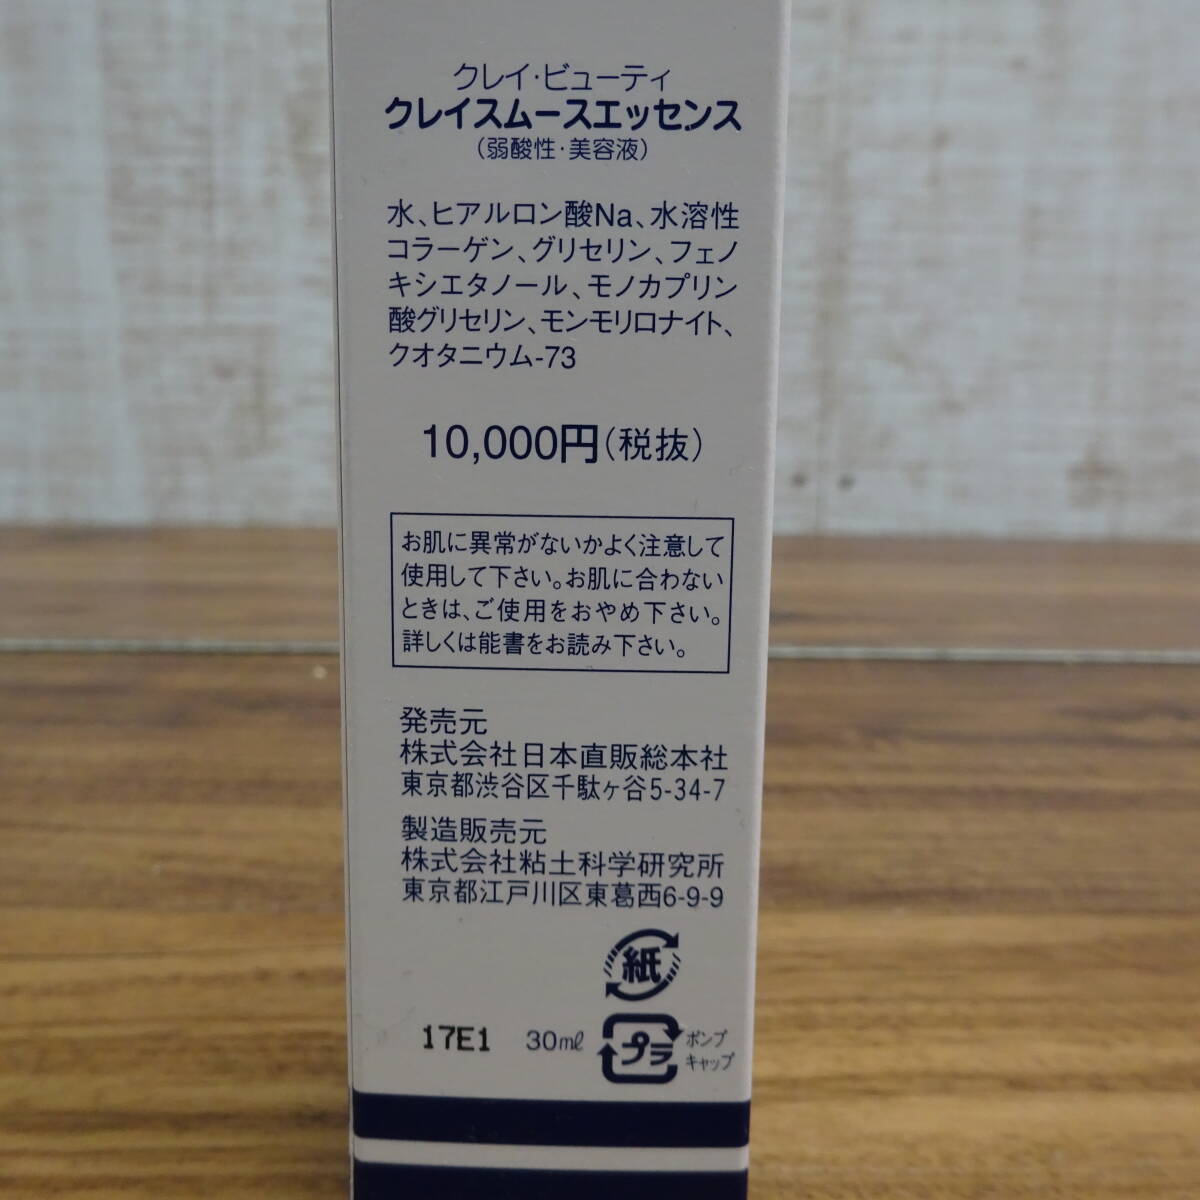 クレイ・ビューティ
クレイスムースエッセンス
(弱酸性・美容液)
水、ヒアルロン酸Na、水溶性
コラーゲン、グリセリン、フェノ
キシエタノール、モノカプリン
酸グリセリン、モンモリロナイト、
クオタニウム-73
10,000円(税抜)
お肌に異常がないかよく注意して
使用して下さい。お肌に合わない
ときは、ご使用をおやめ下さい。
詳しくは能書をお読み下さい。
発売元
株式会社日本直販総本社
東京都渋谷区千駄ヶ谷5-34-7
製造販売元
株式会社粘土科学研究所
東京都江戸川区東葛西6-9-9
紙
17E1 30ml プラ ポンプ
キャップ